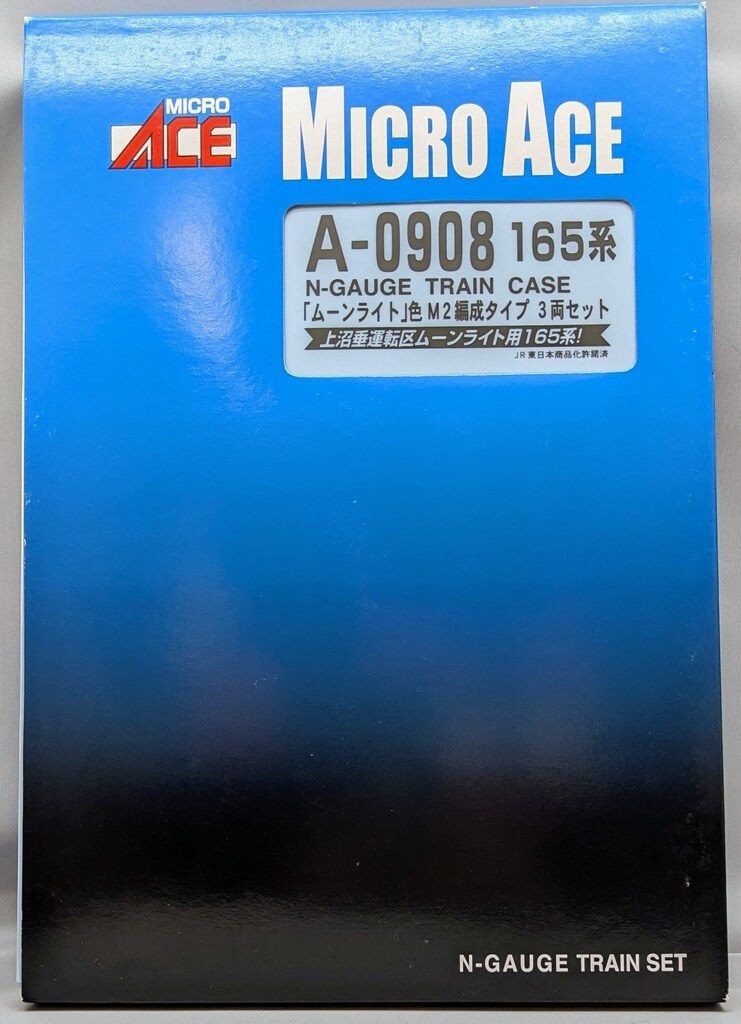 MICRO
ACE
MICRO ACE
A-0908 165系
N-GAUGE TRAIN CASE
「ムーンライト」色 M2編成タイプ 3両セット
上沼垂運転区ムーンライト用165系!
JR東日本商品化許諾済
N-GAUGE TRAIN SET